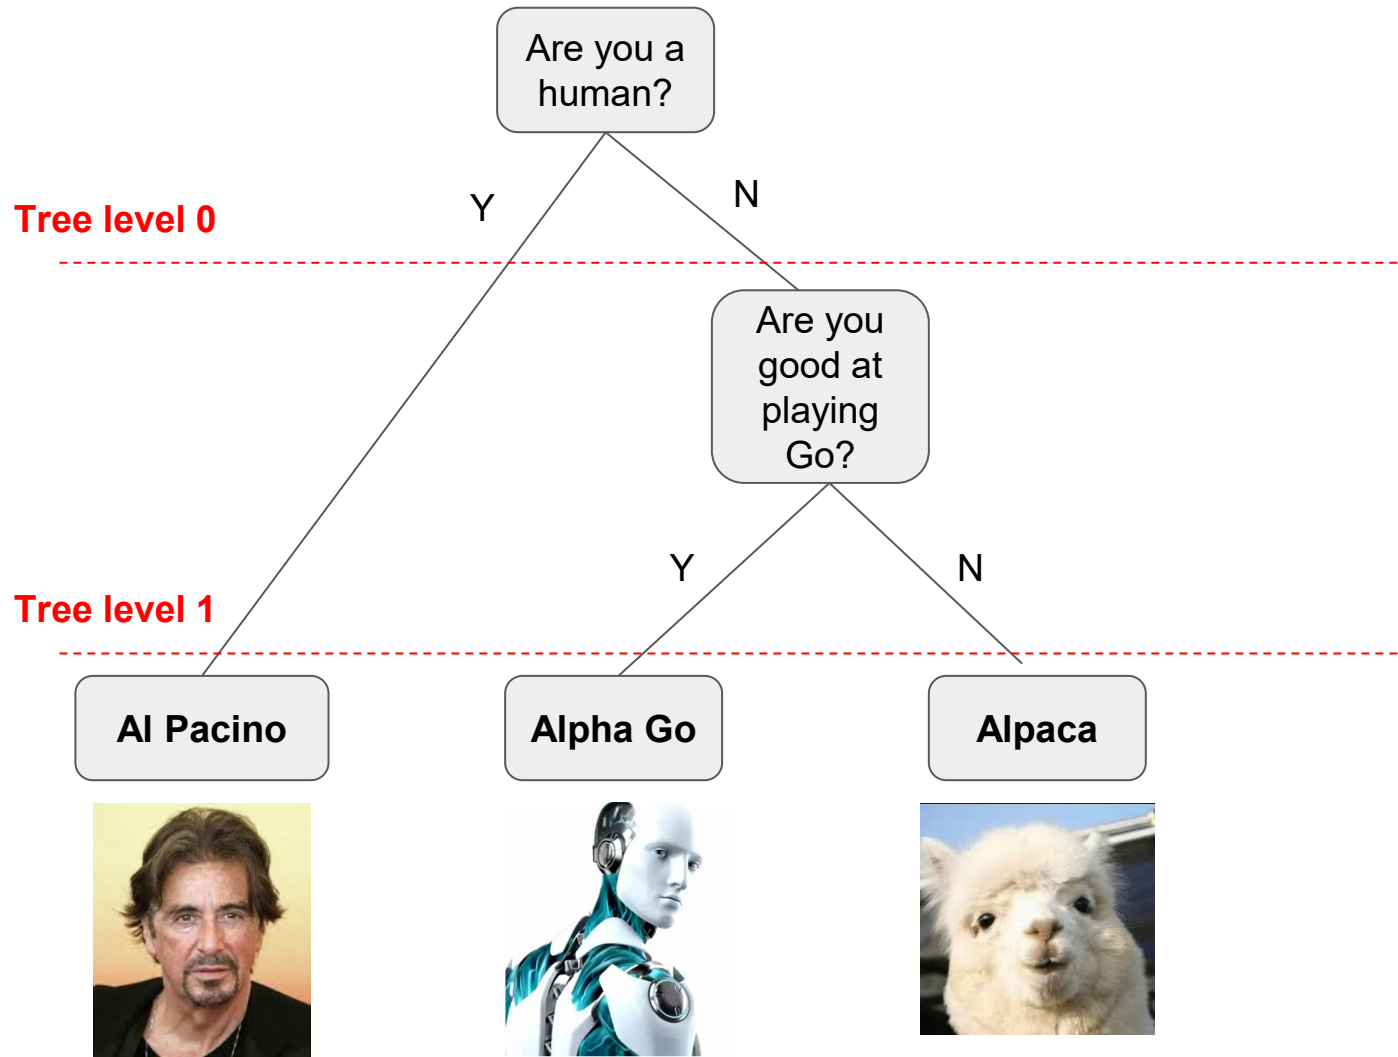 Are you a
human?
Y
N
Tree level 0
Are you
good at
playing
Go?
Y
N
Tree level 1
Al Pacino
Alpha Go
Alpaca